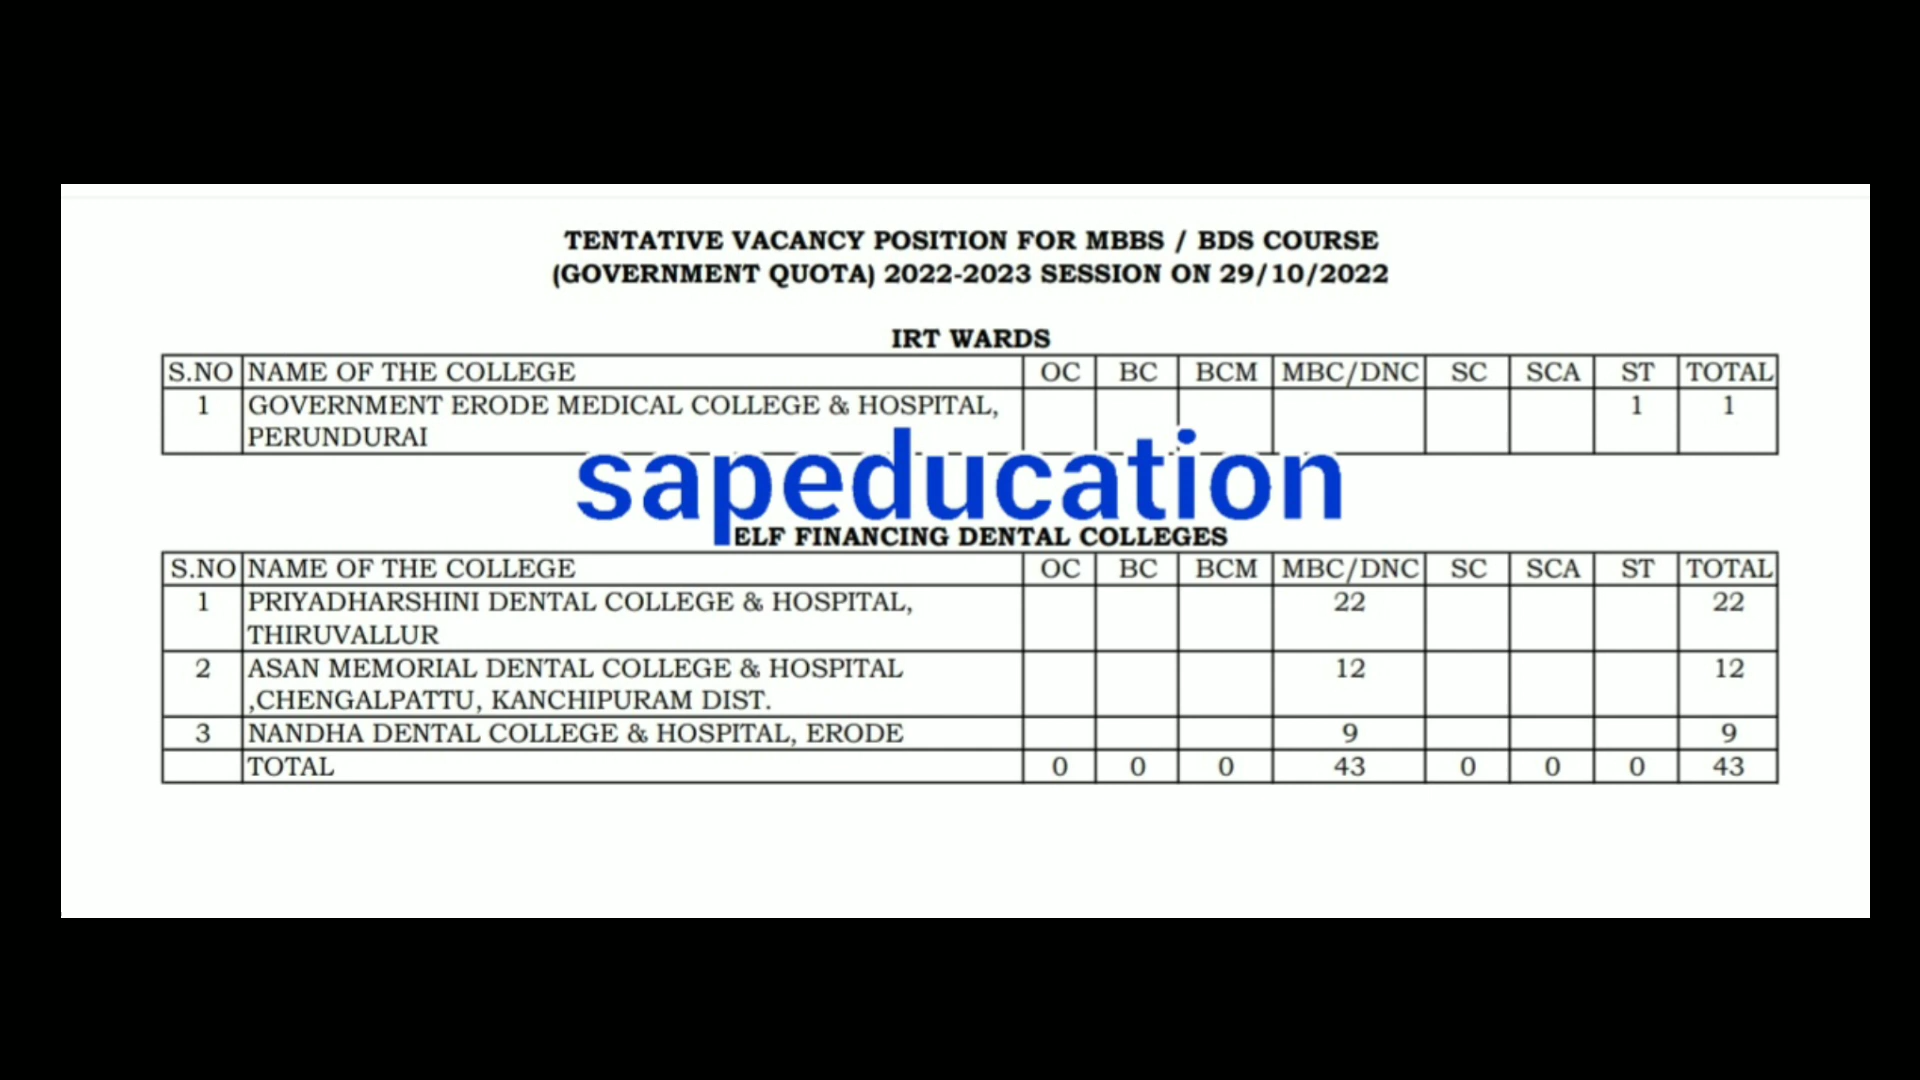 TENTATIVE VACANCY POSITION FOR MBBS / BDS COURSE
(GOVERNMENT QUOTA) 2022-2023 SESSION ON 29/10/2022
IRT WARDS
S.NO NAME OF THE COLLEGE OC BC BCM MBC/DNC SC SCA ST TOTAL
1 GOVERNMENT ERODE MEDICAL COLLEGE & HOSPITAL, 1 1
PERUNDURAI
sapeducation
ELF FINANCING DENTAL COLLEGES
S.NO NAME OF THE COLLEGE OC BC BCM MBC/DNC SC SCA ST TOTAL
1 PRIYADHARSHINI DENTAL COLLEGE & HOSPITAL, 22 22
THIRUVALLUR
2 ASAN MEMORIAL DENTAL COLLEGE & HOSPITAL 12 12
,CHENGALPATTU, KANCHIPURAM DIST.
3 NANDHA DENTAL COLLEGE & HOSPITAL, ERODE 9 9
TOTAL 0 0 0 43 0 0 0 43